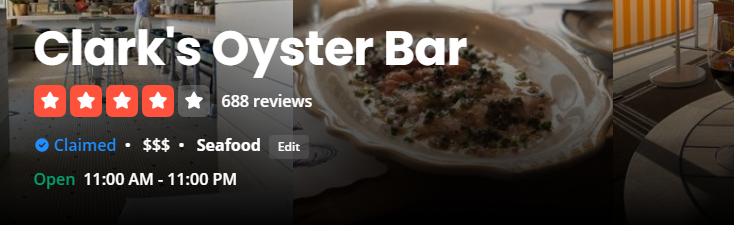 Clark's Oyster Bar
688 reviews
Claimed • $$$ • Seafood Edit
Open 11:00 AM - 11:00 PM